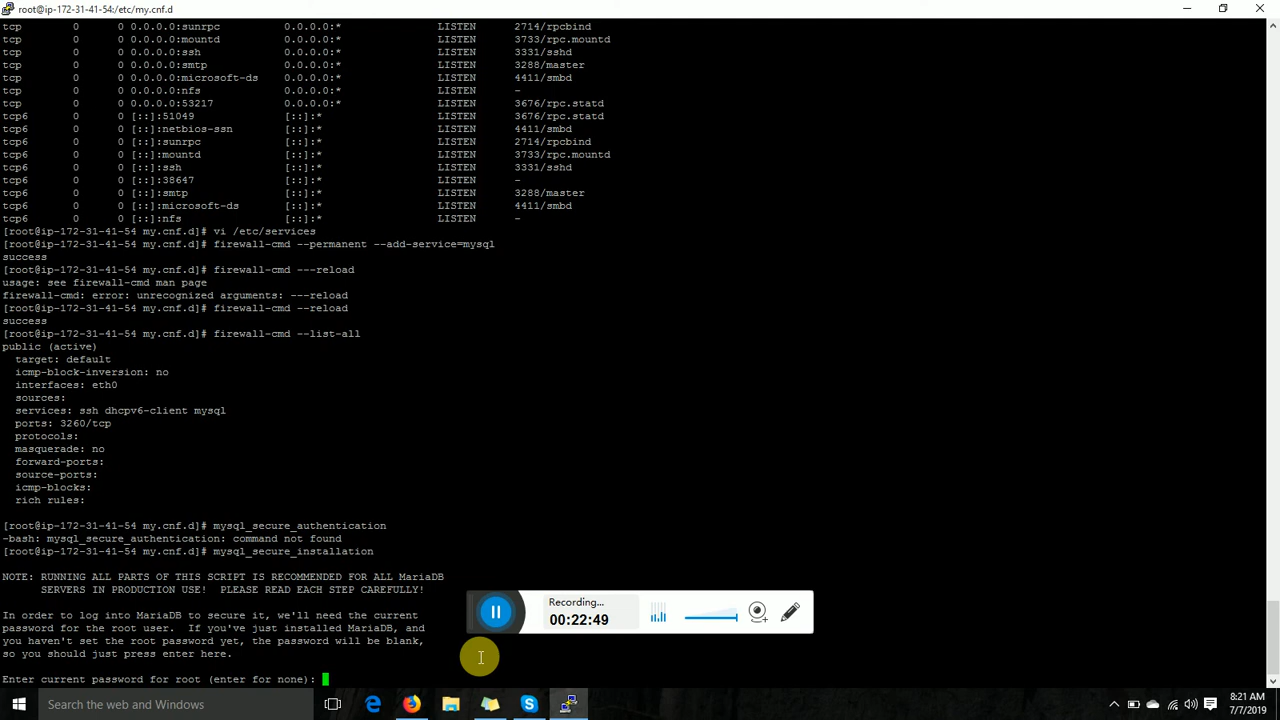 root@ip-172-31-41-54:/etc/my.cnf.d
tcp 0 0 0.0.0.0:sunrpc 0.0.0.0:* LISTEN 2714/rpcbind
tcp 0 0 0.0.0.0:mountd 0.0.0.0:* LISTEN 3733/rpc.mountd
tcp 0 0 0.0.0.0:ssh 0.0.0.0:* LISTEN 3331/sshd
tcp 0 0 0.0.0.0:smtp 0.0.0.0:* LISTEN 3288/master
tcp 0 0 0.0.0.0:microsoft-ds 0.0.0.0:* LISTEN 4411/smbd
tcp 0 0 0.0.0.0:nfs 0.0.0.0:* LISTEN -
tcp 0 0 0.0.0.0:53217 0.0.0.0:* LISTEN 3676/rpc.statd
tcp6 0 0 [::]:51049 [::]:* LISTEN 3676/rpc.statd
tcp6 0 0 [::]:netbios-ssn [::]:* LISTEN 4411/smbd
tcp6 0 0 [::]:sunrpc [::]:* LISTEN 2714/rpcbind
tcp6 0 0 [::]:mountd [::]:* LISTEN 3733/rpc.mountd
tcp6 0 0 [::]:ssh [::]:* LISTEN 3331/sshd
tcp6 0 0 [::]:38647 [::]:* LISTEN -
tcp6 0 0 [::]:smtp [::]:* LISTEN 3288/master
tcp6 0 0 [::]:microsoft-ds [::]:* LISTEN 4411/smbd
tcp6 0 0 [::]:nfs [::]:* LISTEN -
[root@ip-172-31-41-54 my.cnf.d]# vi /etc/services
[root@ip-172-31-41-54 my.cnf.d]# firewall-cmd --permanent --add-service=mysql
success
[root@ip-172-31-41-54 my.cnf.d]# firewall-cmd ---reload
usage: see firewall-cmd man page
firewall-cmd: error: unrecognized arguments: ---reload
[root@ip-172-31-41-54 my.cnf.d]# firewall-cmd --reload
success
[root@ip-172-31-41-54 my.cnf.d]# firewall-cmd --list-all
public (active)
target: default
icmp-block-inversion: no
interfaces: eth0
sources:
services: ssh dhcpv6-client mysql
ports: 3260/tcp
protocols:
masquerade: no
forward-ports:
source-ports:
icmp-blocks:
rich rules:
[root@ip-172-31-41-54 my.cnf.d]# mysql_secure_authentication
-bash: mysql_secure_authentication: command not found
[root@ip-172-31-41-54 my.cnf.d]# mysql_secure_installation
NOTE: RUNNING ALL PARTS OF THIS SCRIPT IS RECOMMENDED FOR ALL MariaDB
SERVERS IN PRODUCTION USE! PLEASE READ EACH STEP CAREFULLY!
In order to log into MariaDB to secure it, we'll need the current
password for the root user. If you've just installed MariaDB, and
you haven't set the root password yet, the password will be blank,
so you should just press enter here.
Enter current password for root (enter for none):
Recording...
00:22:49
Search the web and Windows
8:21 AM
7/7/2019